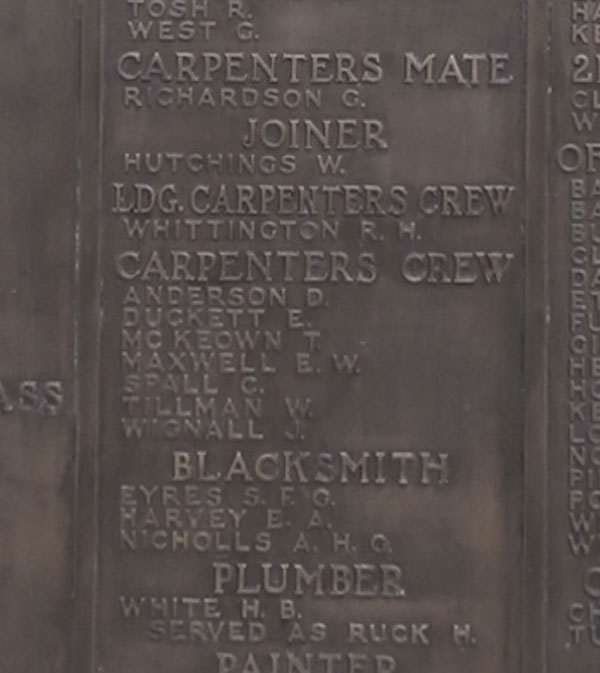 TOSH R.
WEST G.
CARPENTERS MATE
RICHARDSON G.
JOINER
HUTCHINGS W.
LDG. CARPENTERS CREW
WHITTINGTON R. H.
CARPENTERS CREW
ANDERSON D.
DUCKETT E.
MCKEOWN T.
MAXWELL E. W.
SPALL C.
TILLMAN W.
WIGNALL J.
BLACKSMITH
EYRES S. F. G.
HARVEY E. A.
NICHOLLS A. H. G.
PLUMBER
WHITE H. B.
SERVED AS RUCK H.
PAINTER
ASS